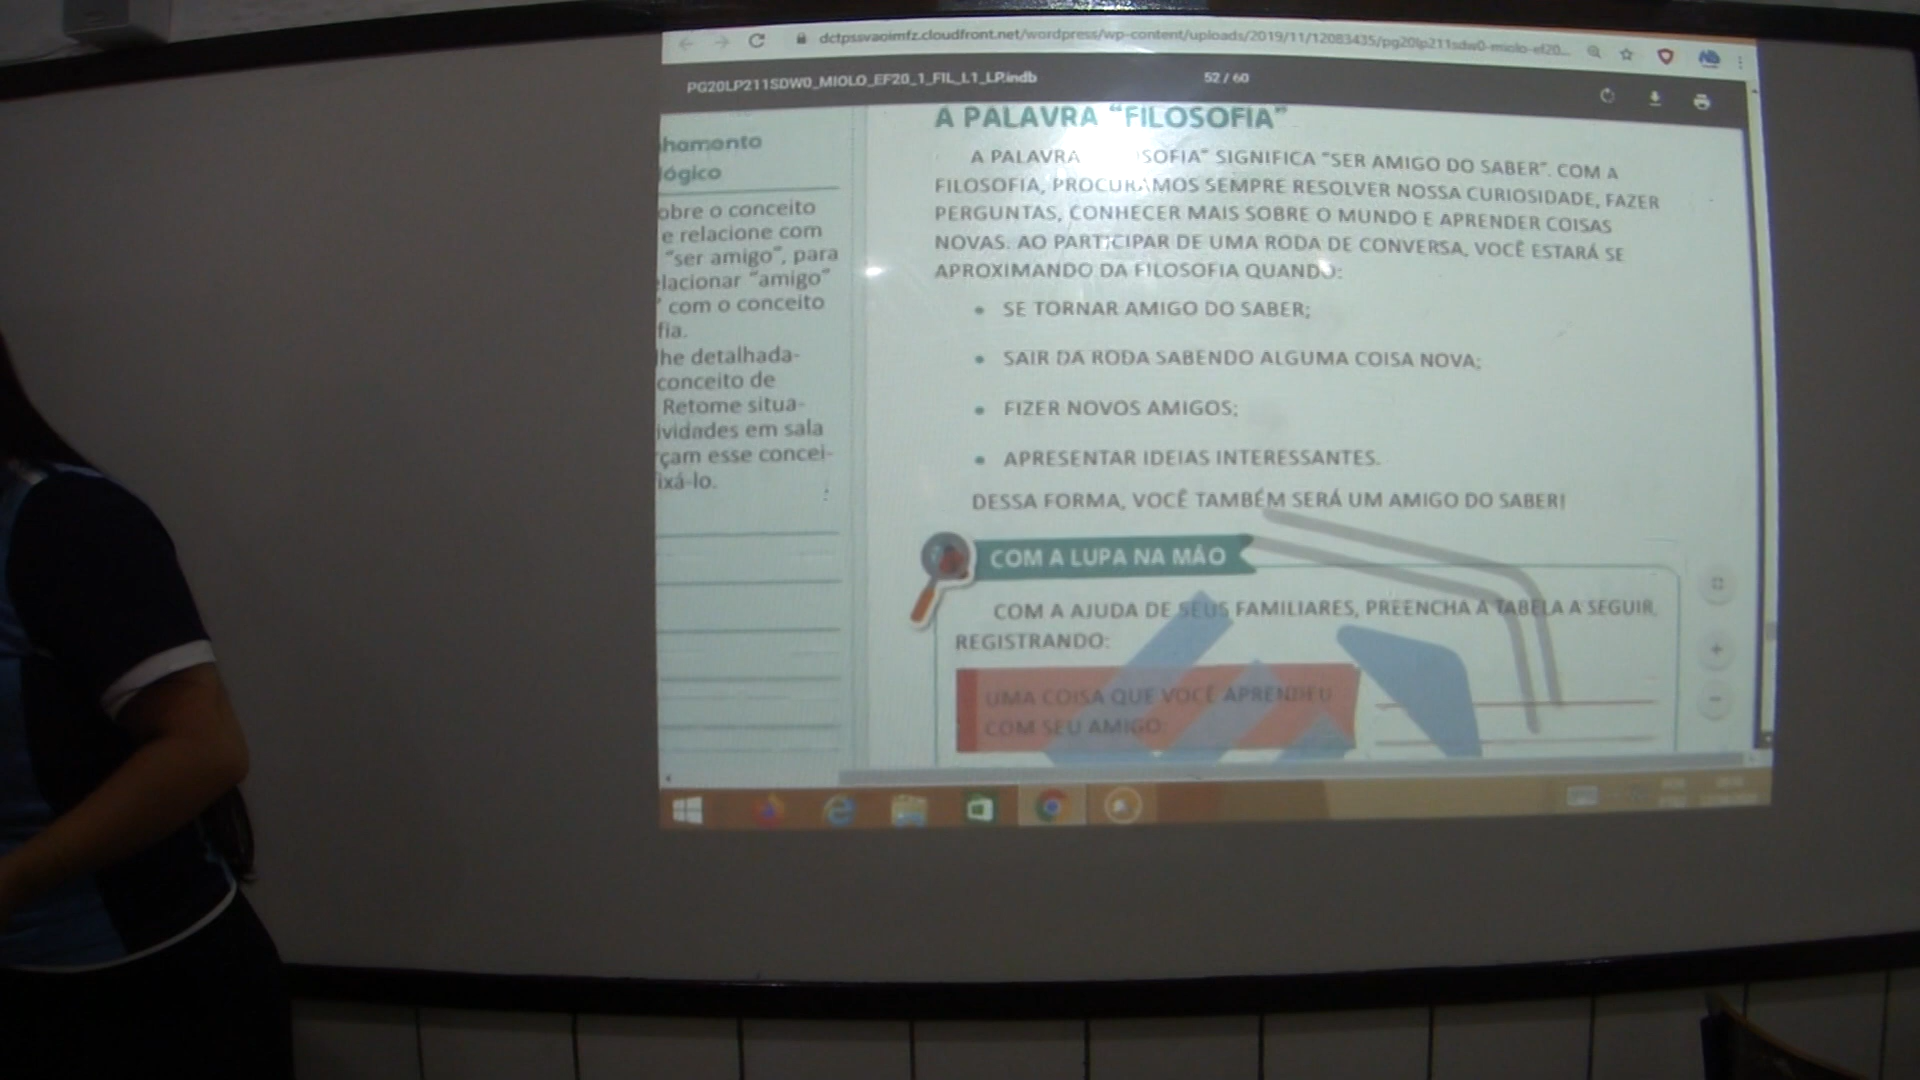 dctpssvaoimfz.cloudfront.net/wordpress/wp-content/uploads/2019/11/12083435/pg20lp211sdw0-miolo-ef20...
PG20LP211SDW0_MIOLO_EF20_1_FIL_L1_LP.indb
52 / 60
hamento
ógico
obre o conceito
e relacione com
"ser amigo", para
elacionar "amigo"
" com o conceito
fia.
lhe detalhada-
conceito de
Retome situa-
ividades em sala
rçam esse concei-
ixá-lo.
A PALAVRA "FILOSOFIA"
A PALAVRA SOFIA" SIGNIFICA "SER AMIGO DO SABER". COM A
FILOSOFIA, PROCURAMOS SEMPRE RESOLVER NOSSA CURIOSIDADE, FAZER
PERGUNTAS, CONHECER MAIS SOBRE O MUNDO E APRENDER COISAS
NOVAS. AO PARTICIPAR DE UMA RODA DE CONVERSA, VOCÊ ESTARÁ SE
APROXIMANDO DA FILOSOFIA QUANDO:
• SE TORNAR AMIGO DO SABER;
• SAIR DA RODA SABENDO ALGUMA COISA NOVA;
• FIZER NOVOS AMIGOS;
• APRESENTAR IDEIAS INTERESSANTES.
DESSA FORMA, VOCÊ TAMBÉM SERÁ UM AMIGO DO SABER!
COM A LUPA NA MÃO
COM A AJUDA DE SEUS FAMILIARES, PREENCHA A TABELA A SEGUIR,
REGISTRANDO:
UMA COISA QUE VOCÊ APRENDEU
COM SEU AMIGO: